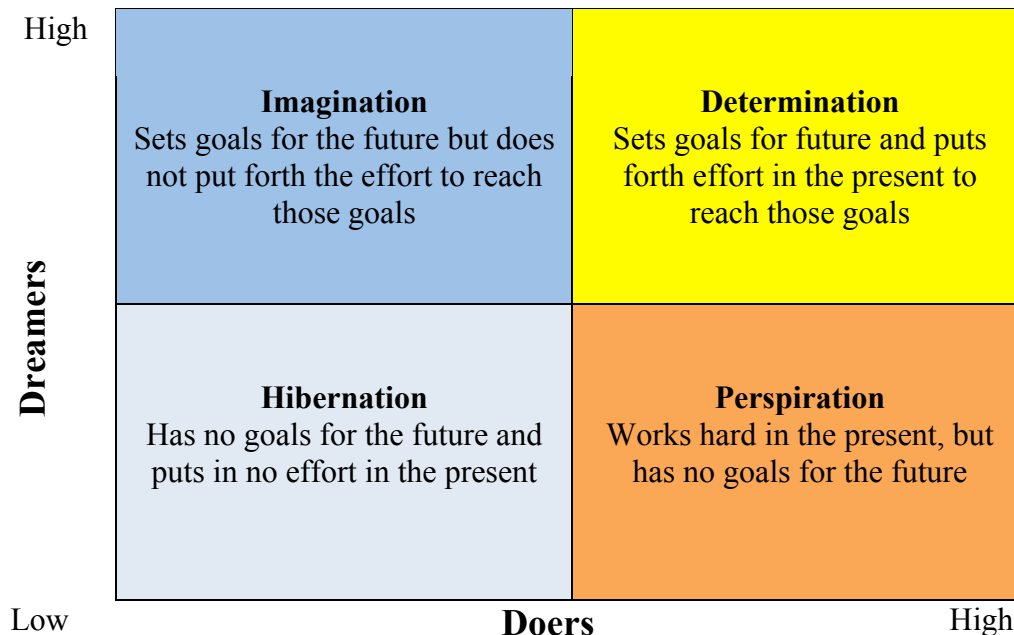 High
Imagination
Sets goals for the future but does
not put forth the effort to reach
those goals
Determination
Sets goals for future and puts
forth effort in the present to
reach those goals
Dreamers
Hibernation
Has no goals for the future and
puts in no effort in the present
Perspiration
Works hard in the present, but
has no goals for the future
Low
Doers
High